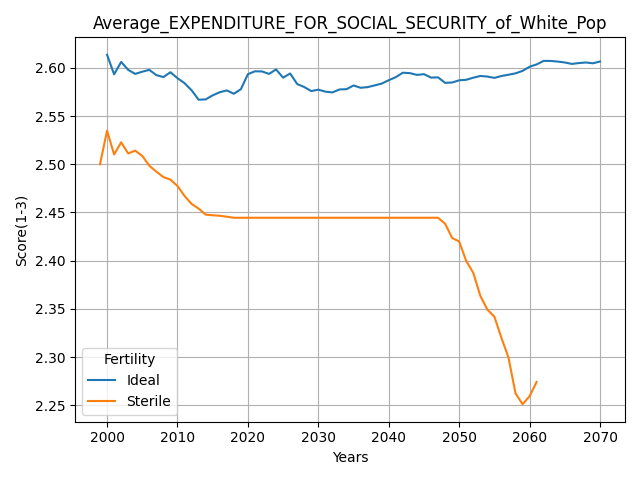 Average_EXPENDITURE_FOR_SOCIAL_SECURITY_of_White_Pop
Score(1-3)
2.60
2.55
2.50
2.45
2.40
2.35
2.30
2.25
Fertility
Ideal
Sterile
2000 2010 2020 2030 2040 2050 2060 2070
Years